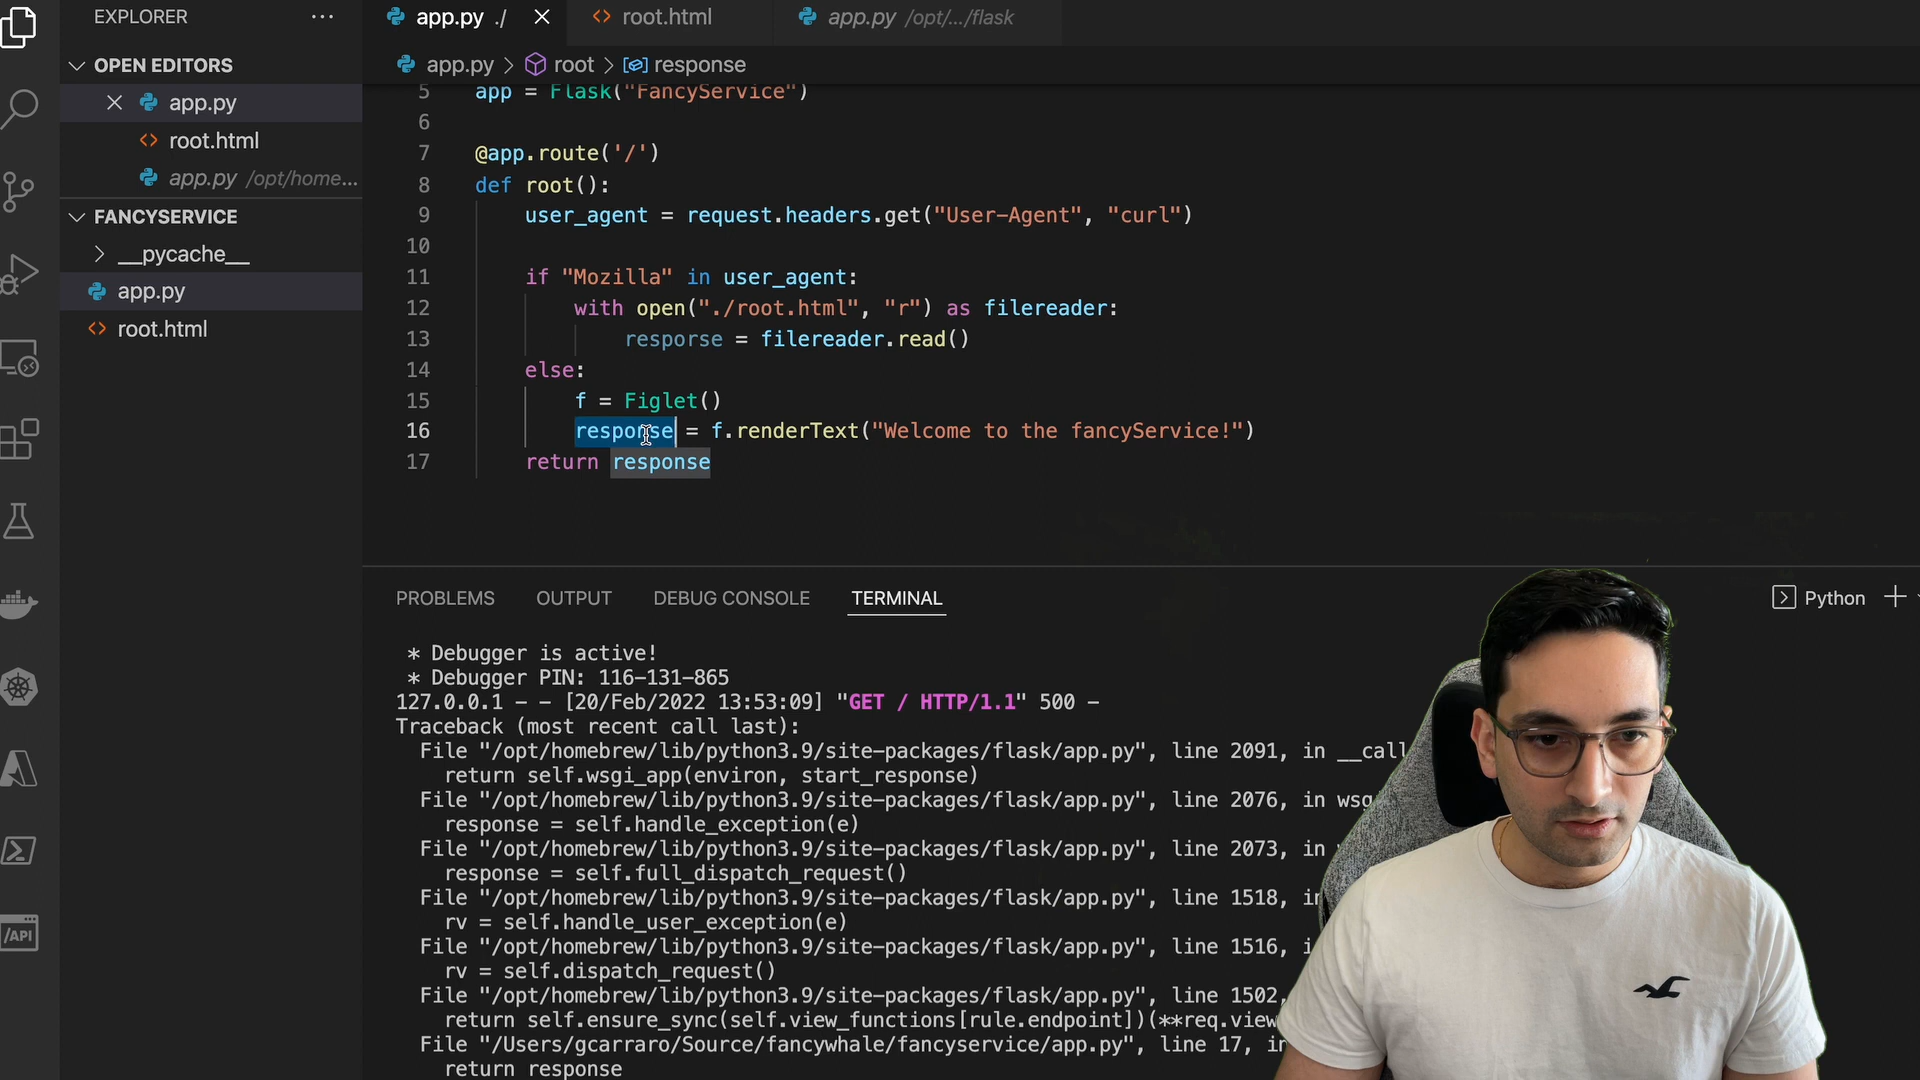 EXPLORER
OPEN EDITORS
app.py
root.html
app.py /opt/home...
FANCYSERVICE
__pycache__
app.py
root.html
app.py ./
root.html
app.py /opt/.../flask
app.py > root > response
5 app = Flask("FancyService")
6
7 @app.route('/')
8 def root():
9 user_agent = request.headers.get("User-Agent", "curl")
10
11 if "Mozilla" in user_agent:
12 with open("./root.html", "r") as filereader:
13 resporse = filereader.read()
14 else:
15 f = Figlet()
16 response = f.renderText("Welcome to the fancyService!")
17 return response
PROBLEMS OUTPUT DEBUG CONSOLE TERMINAL
Python
* Debugger is active!
* Debugger PIN: 116-131-865
127.0.0.1 - - [20/Feb/2022 13:53:09] "GET / HTTP/1.1" 500 -
Traceback (most recent call last):
File "/opt/homebrew/lib/python3.9/site-packages/flask/app.py", line 2091, in __call
return self.wsgi_app(environ, start_response)
File "/opt/homebrew/lib/python3.9/site-packages/flask/app.py", line 2076, in wsg
response = self.handle_exception(e)
File "/opt/homebrew/lib/python3.9/site-packages/flask/app.py", line 2073, in
response = self.full_dispatch_request()
File "/opt/homebrew/lib/python3.9/site-packages/flask/app.py", line 1518, in
rv = self.handle_user_exception(e)
File "/opt/homebrew/lib/python3.9/site-packages/flask/app.py", line 1516, i
rv = self.dispatch_request()
File "/opt/homebrew/lib/python3.9/site-packages/flask/app.py", line 1502,
return self.ensure_sync(self.view_functions[rule.endpoint])(**req.view
File "/Users/gcarraro/Source/fancywhale/fancyservice/app.py", line 17, in
return response
/API